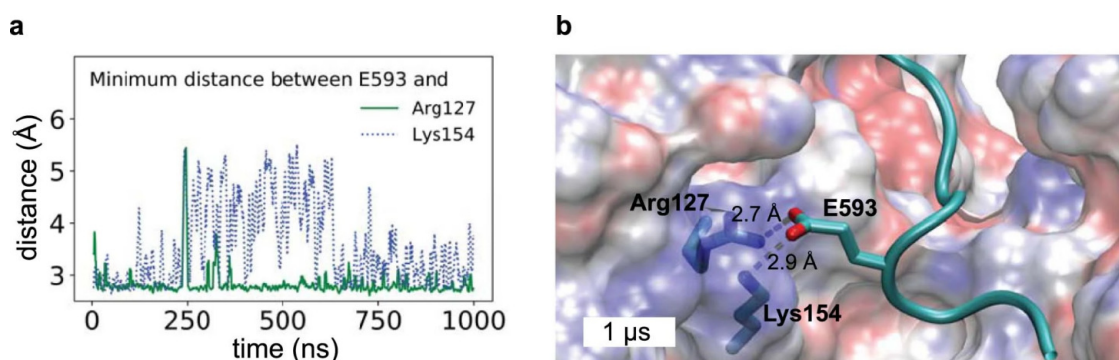 a
Minimum distance between E593 and
Arg127
Lys154
distance (Å)
6
5
4
3
0
250
500
750
1000
time (ns)
b
Arg127
2.7 Å
E593
2.9 Å
Lys154
1 µs